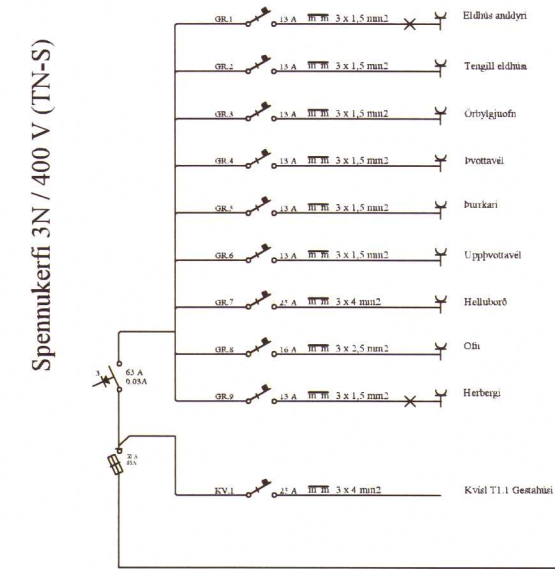 Spennukerfi 3N / 400 V (TN-S)
GR.1 13 A 3 x 1,5 mm2 Eldhús anddyri
GR.2 13 A 3 x 1,5 mm2 Tengill eldhús
GR.3 13 A 3 x 1,5 mm2 Örbylgjuofn
GR.4 13 A 3 x 1,5 mm2 Þvottavél
GR.5 13 A 3 x 1,5 mm2 Þurrkari
GR.6 13 A 3 x 1,5 mm2 Uppþvottavél
GR.7 25 A 3 x 4 mm2 Helluborð
GR.8 16 A 3 x 2,5 mm2 Ofn
GR.9 13 A 3 x 1,5 mm2 Herbergi
3 63 A
0.03A
KV.1 25 A 3 x 4 mm2 Kvísl T1.1 Gestahúsi